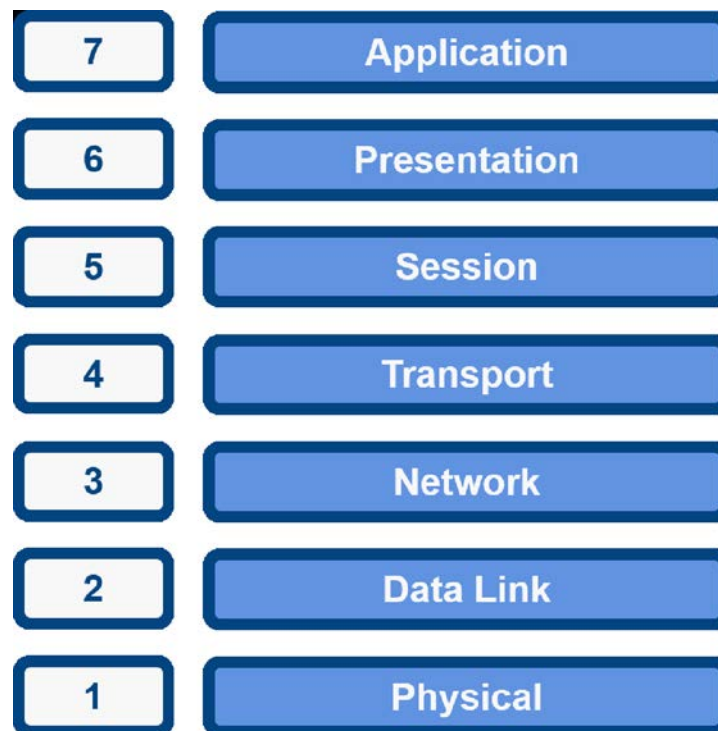 7 Application
6 Presentation
5 Session
4 Transport
3 Network
2 Data Link
1 Physical